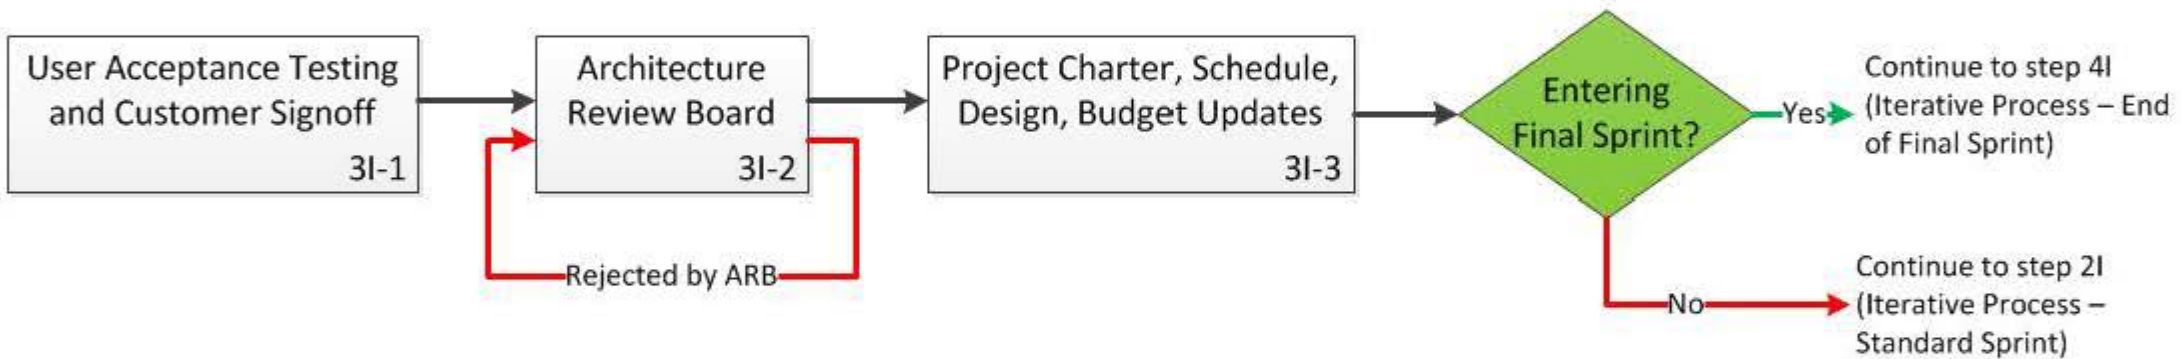 User Acceptance Testing
and Customer Signoff
3I-1
Architecture
Review Board
3I-2
Rejected by ARB
Project Charter, Schedule,
Design, Budget Updates
3I-3
Entering
Final Sprint?
Yes
Continue to step 4I
(Iterative Process – End
of Final Sprint)
No
Continue to step 2I
(Iterative Process –
Standard Sprint)